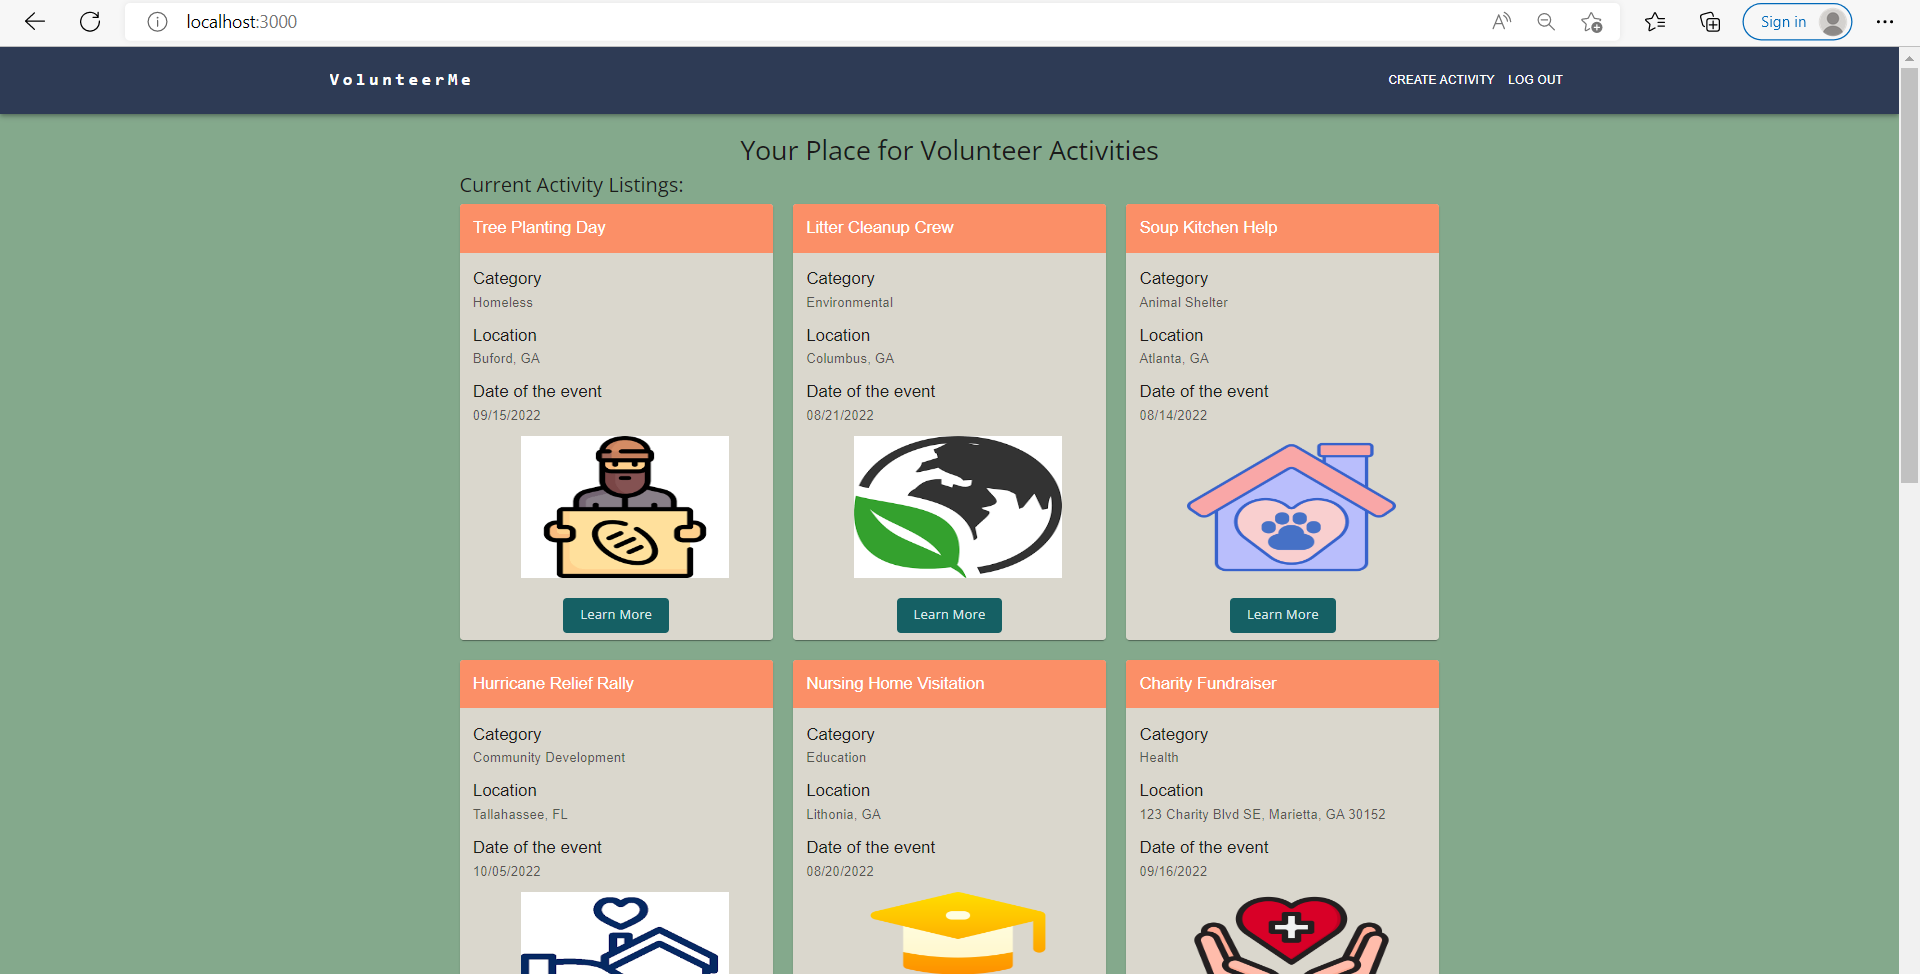 localhost:3000
Sign in
VolunteerMe
CREATE ACTIVITY LOG OUT
Your Place for Volunteer Activities
Current Activity Listings:
Tree Planting Day
Category
Homeless
Location
Buford, GA
Date of the event
09/15/2022
Learn More
Litter Cleanup Crew
Category
Environmental
Location
Columbus, GA
Date of the event
08/21/2022
Learn More
Soup Kitchen Help
Category
Animal Shelter
Location
Atlanta, GA
Date of the event
08/14/2022
Learn More
Hurricane Relief Rally
Category
Community Development
Location
Tallahassee, FL
Date of the event
10/05/2022
Nursing Home Visitation
Category
Education
Location
Lithonia, GA
Date of the event
08/20/2022
Charity Fundraiser
Category
Health
Location
123 Charity Blvd SE, Marietta, GA 30152
Date of the event
09/16/2022